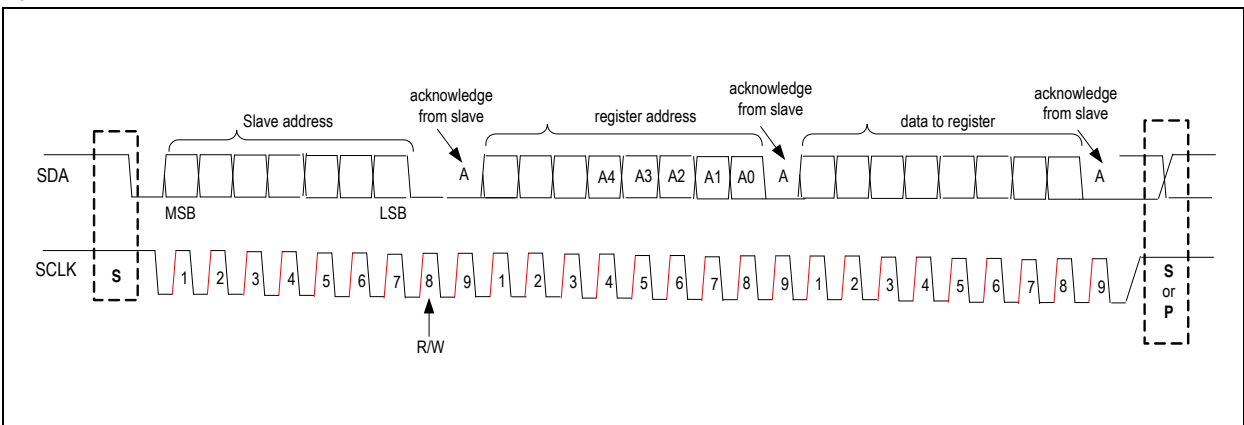 acknowledge
from slave
acknowledge
from slave
acknowledge
from slave
Slave address
register address
data to register
SDA
A
A4
A3
A2
A1
A0
A
A
MSB
LSB
SCLK
S
1
2
3
4
5
6
7
8
9
1
2
3
4
5
6
7
8
9
1
2
3
4
5
6
7
8
9
S
or
P
R/W